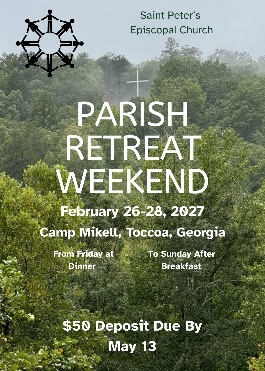 Saint Peter's
Episcopal Church
PARISH
RETREAT
WEEKEND
February 26-28, 2027
Camp Mikell, Toccoa, Georgia
From Friday at
Dinner
To Sunday After
Breakfast
$50 Deposit Due By
May 13